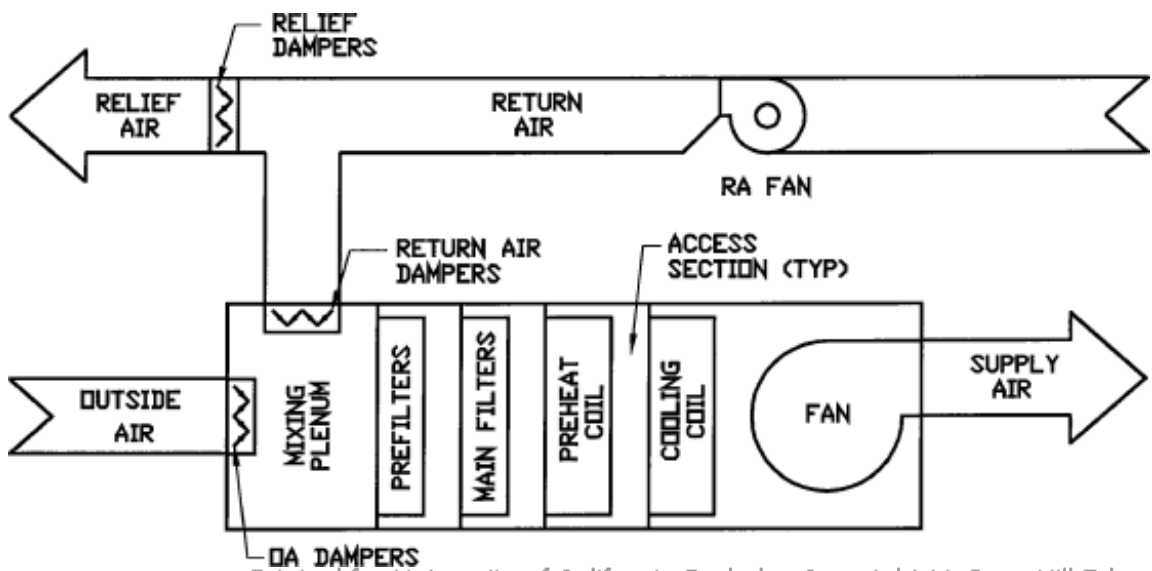 RELIEF
DAMPERS
RELIEF
AIR
RETURN
AIR
RA FAN
RETURN AIR
DAMPERS
ACCESS
SECTION (TYP)
OUTSIDE
AIR
MIXING
PLENUM
PREFILTERS
MAIN FILTERS
PREHEAT
COIL
COOLING
COIL
FAN
SUPPLY
AIR
OA DAMPERS